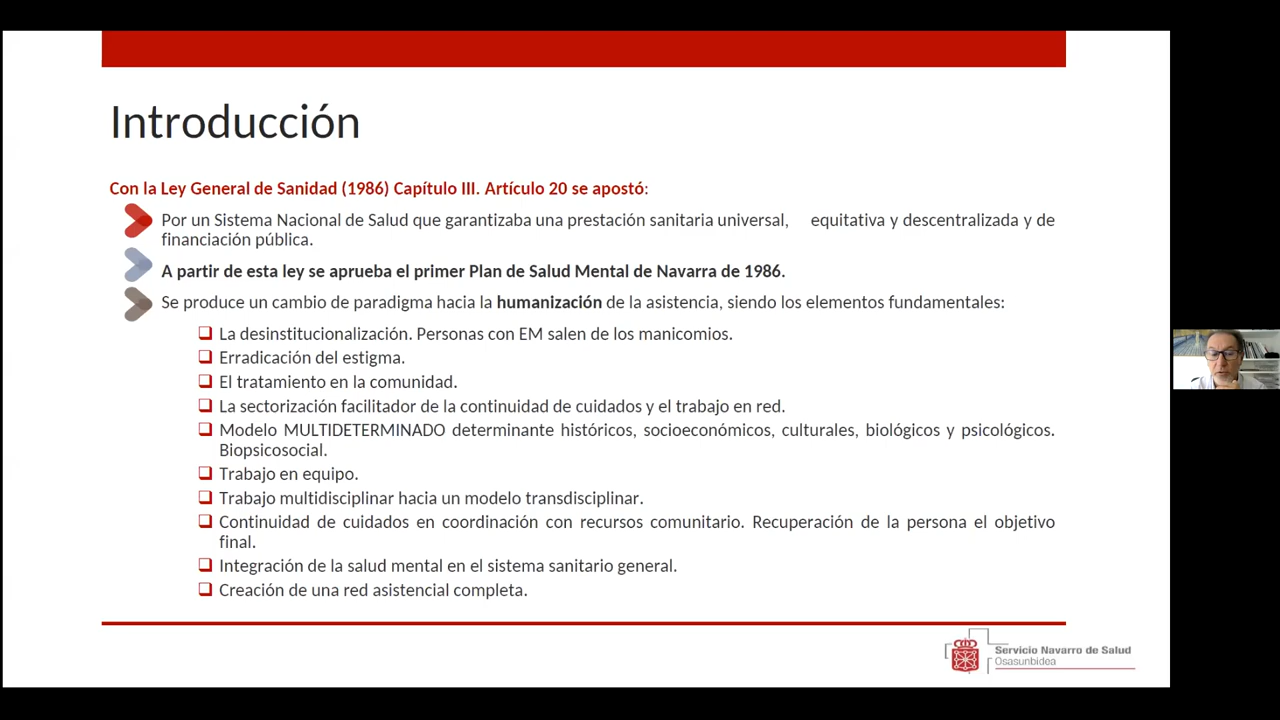 Introducción
Con la Ley General de Sanidad (1986) Capítulo III. Artículo 20 se apostó:
Por un Sistema Nacional de Salud que garantizaba una prestación sanitaria universal, equitativa y descentralizada y de
financiación pública.
A partir de esta ley se aprueba el primer Plan de Salud Mental de Navarra de 1986.
Se produce un cambio de paradigma hacia la humanización de la asistencia, siendo los elementos fundamentales:
La desinstitucionalización. Personas con EM salen de los manicomios.
Erradicación del estigma.
El tratamiento en la comunidad.
La sectorización facilitador de la continuidad de cuidados y el trabajo en red.
Modelo MULTIDETERMINADO determinante históricos, socioeconómicos, culturales, biológicos y psicológicos.
Biopsicosocial.
Trabajo en equipo.
Trabajo multidisciplinar hacia un modelo transdisciplinar.
Continuidad de cuidados en coordinación con recursos comunitario. Recuperación de la persona el objetivo
final.
Integración de la salud mental en el sistema sanitario general.
Creación de una red asistencial completa.
Servicio Navarro de Salud
Osasunbidea